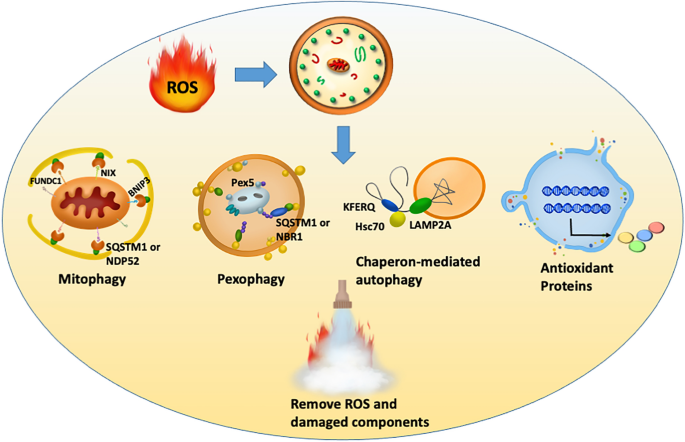 ROS
FUNDC1
NIX
BNIP3
SQSTM1 or
NDP52
Mitophagy
Pex5
SQSTM1 or
NBR1
Pexophagy
KFERQ
Hsc70
LAMP2A
Chaperon-mediated
autophagy
Antioxidant
Proteins
Remove ROS and
damaged components